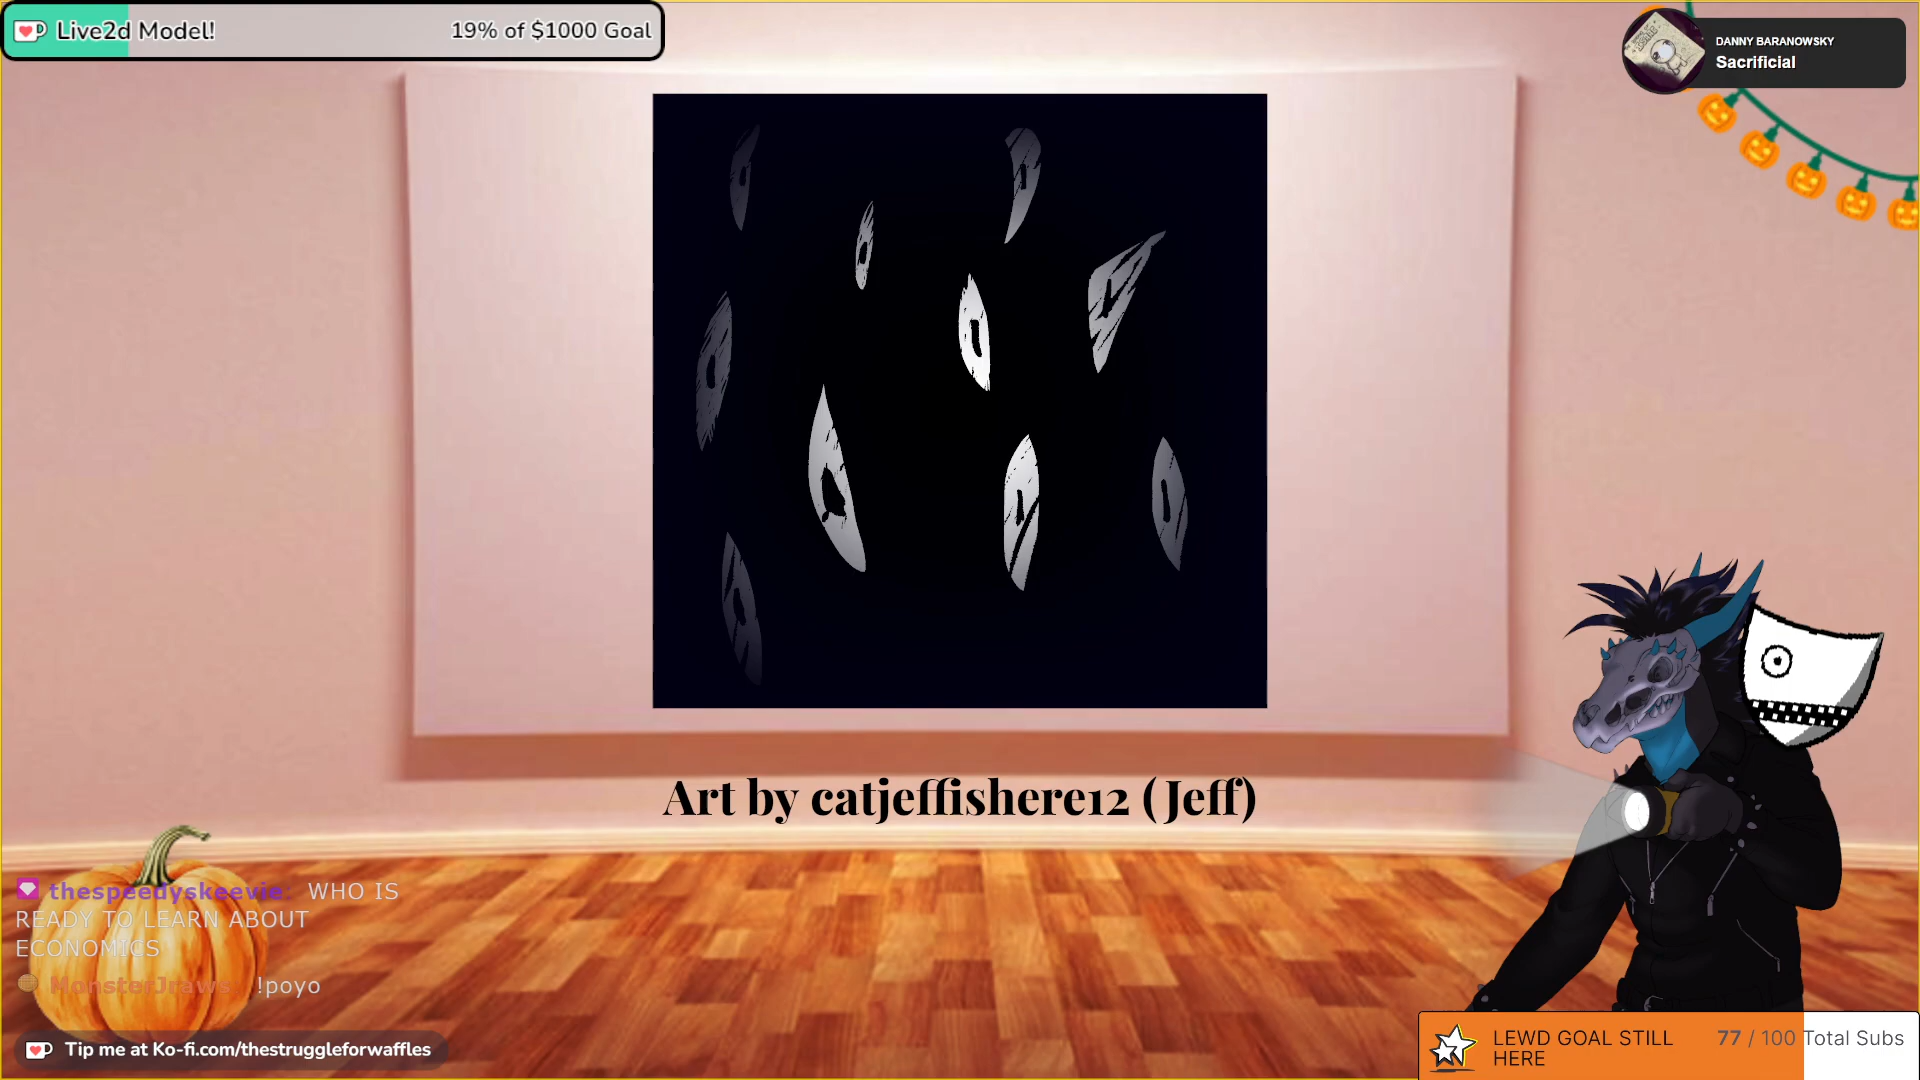 Live2d Model!
19% of $1000 Goal
DANNY BARANOWSKY
Sacrificial
Art by catjeffishere12 (Jeff)
thespeedyskeevie: WHO IS
READY TO LEARN ABOUT
ECONOMICS
MonsterJraws: !poyo
Tip me at Ko-fi.com/thestruggleforwaffles
LEWD GOAL STILL
HERE
77 / 100 Total Subs